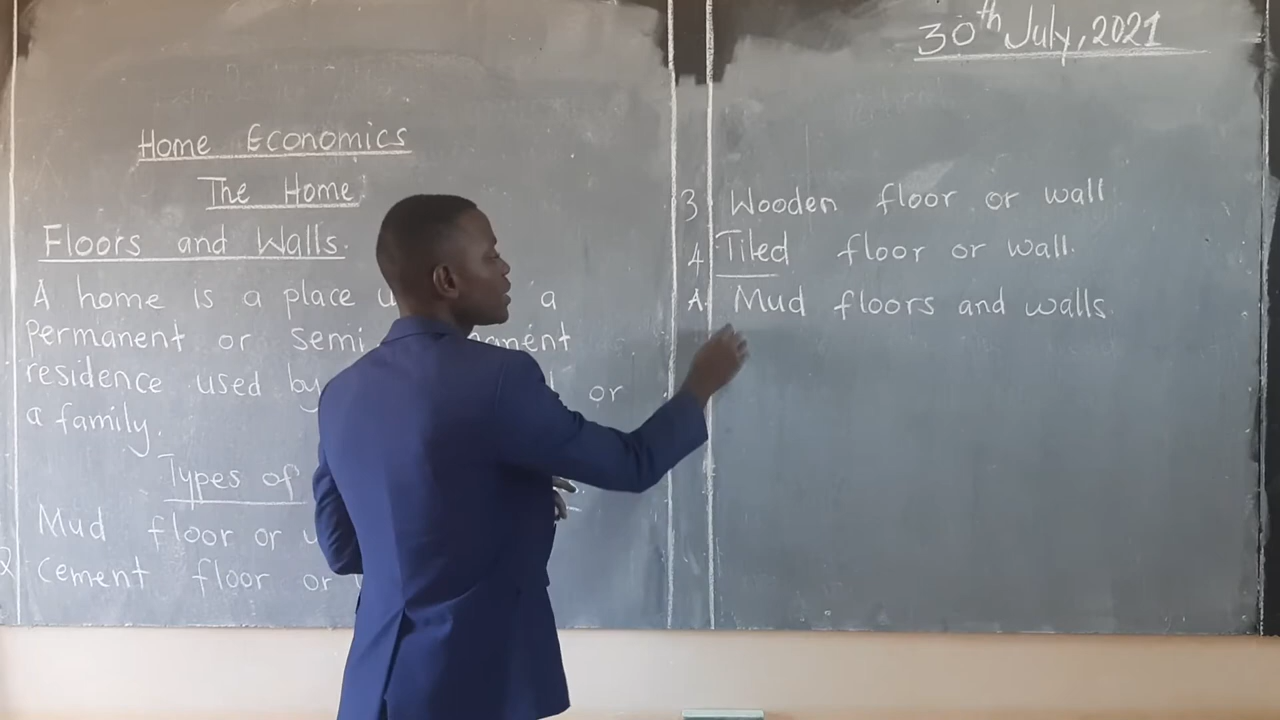 Home Economics
The Home
Floors and Walls.
A home is a place a
permanent or semi
residence used by or
a family.
Types of
Mud floor or
2 Cement floor or
30th July, 2021
3 Wooden floor or wall
4 Tiled floor or wall.
A. Mud floors and walls